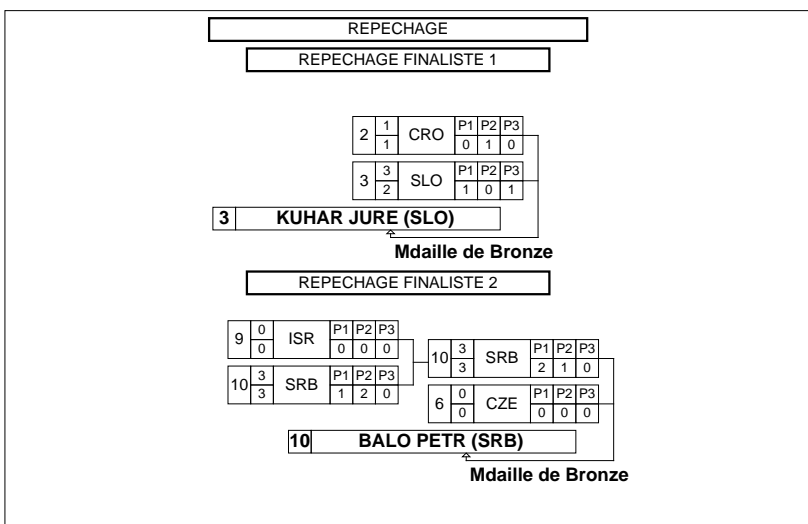 REPECHAGE
REPECHAGE FINALISTE 1
2 1 CRO P1 P2 P3
1 0 1 0
3 3 SLO P1 P2 P3
2 1 0 1
3 KUHAR JURE (SLO)
Mdaille de Bronze
REPECHAGE FINALISTE 2
9 0 ISR P1 P2 P3
0 0 0 0
10 3 SRB P1 P2 P3
3 1 2 0
10 3 SRB P1 P2 P3
3 2 1 0
6 0 CZE P1 P2 P3
0 0 0 0
10 BALO PETR (SRB)
Mdaille de Bronze